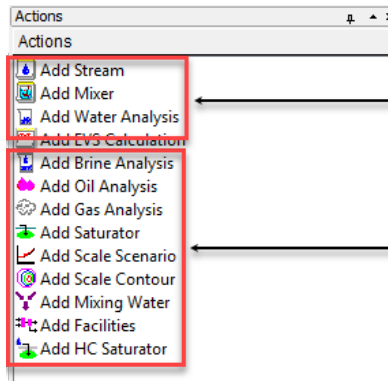 Actions
Actions
Add Stream
Add Mixer
Add Water Analysis
Add EVS Calculation
Add Brine Analysis
Add Oil Analysis
Add Gas Analysis
Add Saturator
Add Scale Scenario
Add Scale Contour
Add Mixing Water
Add Facilities
Add HC Saturator